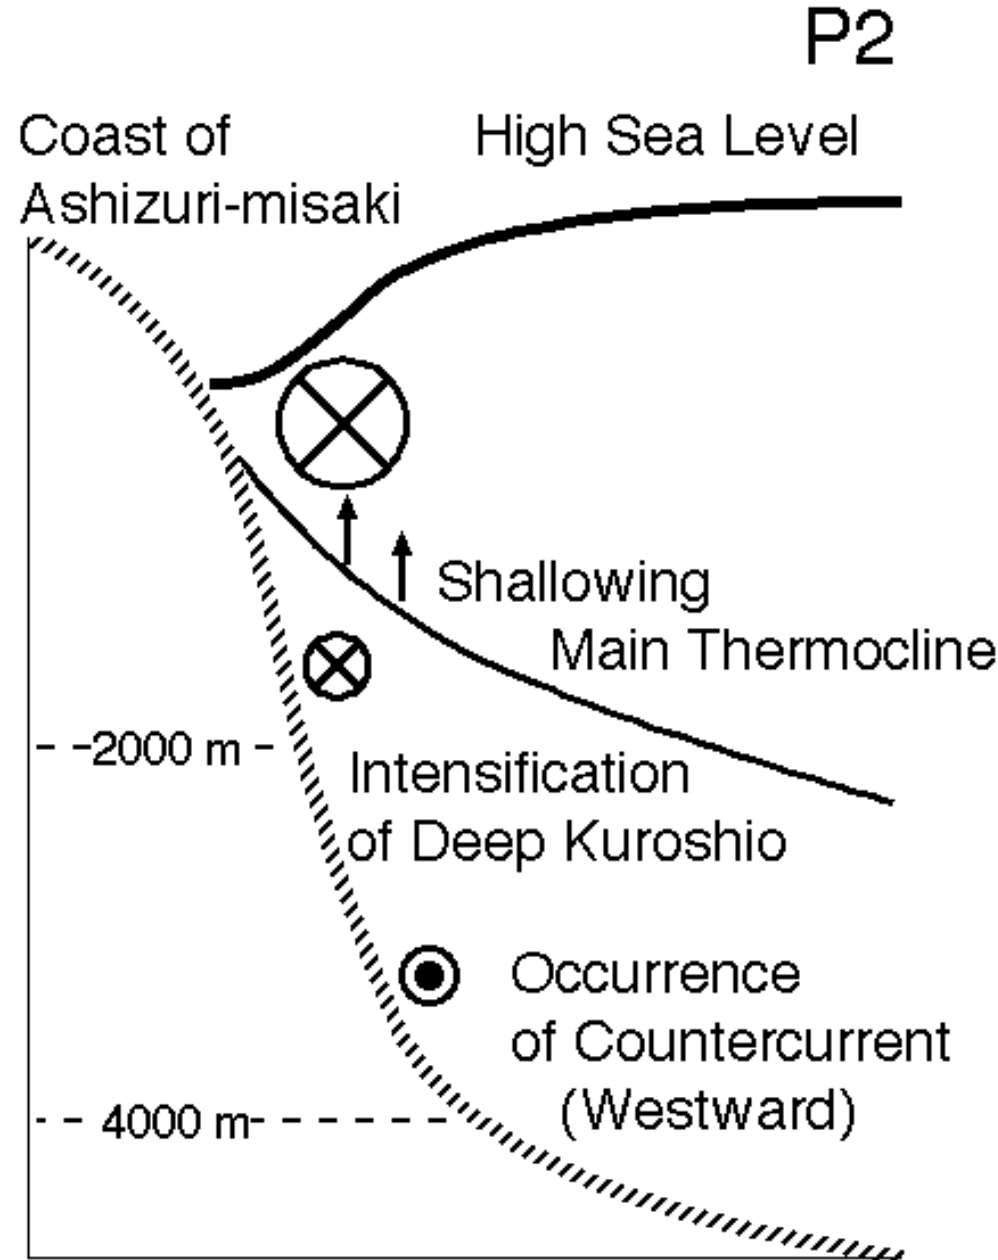 P2
Coast of
Ashizuri-misaki
High Sea Level
Shallowing
Main Thermocline
2000 m
Intensification
of Deep Kuroshio
Occurrence
of Countercurrent
(Westward)
4000 m